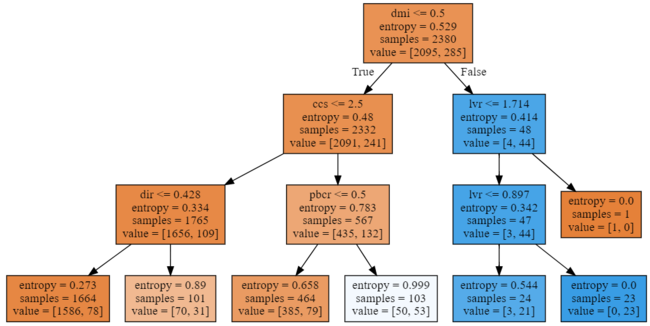 dmi <= 0.5
entropy = 0.529
samples = 2380
value = [2095, 285]
True
False
ccs <= 2.5
entropy = 0.48
samples = 2332
value = [2091, 241]
lvr <= 1.714
entropy = 0.414
samples = 48
value = [4, 44]
dir <= 0.428
entropy = 0.334
samples = 1765
value = [1656, 109]
pbcr <= 0.5
entropy = 0.783
samples = 567
value = [435, 132]
lvr <= 0.897
entropy = 0.342
samples = 47
value = [3, 44]
entropy = 0.0
samples = 1
value = [1, 0]
entropy = 0.273
samples = 1664
value = [1586, 78]
entropy = 0.89
samples = 101
value = [70, 31]
entropy = 0.658
samples = 464
value = [385, 79]
entropy = 0.999
samples = 103
value = [50, 53]
entropy = 0.544
samples = 24
value = [3, 21]
entropy = 0.0
samples = 23
value = [0, 23]